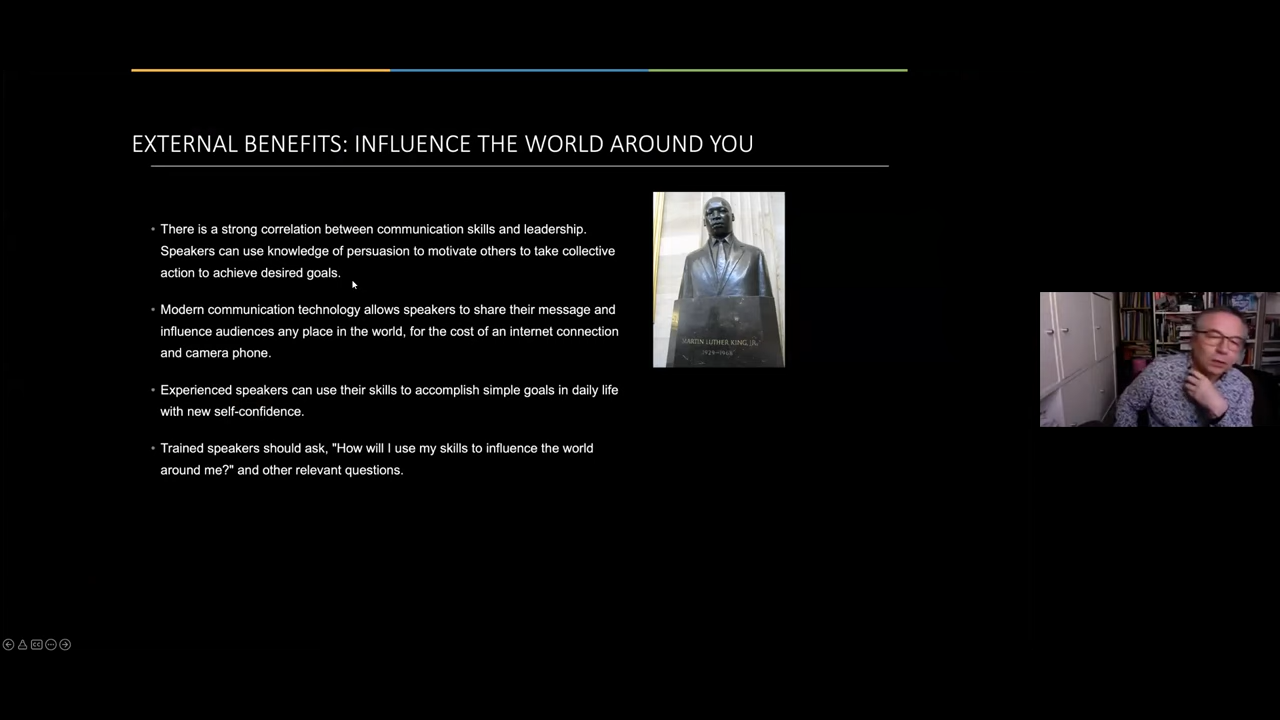 EXTERNAL BENEFITS: INFLUENCE THE WORLD AROUND YOU
• There is a strong correlation between communication skills and leadership.
Speakers can use knowledge of persuasion to motivate others to take collective
action to achieve desired goals.
• Modern communication technology allows speakers to share their message and
influence audiences any place in the world, for the cost of an internet connection
and camera phone.
• Experienced speakers can use their skills to accomplish simple goals in daily life
with new self-confidence.
• Trained speakers should ask, "How will I use my skills to influence the world
around me?" and other relevant questions.
MARTIN LUTHER KING, JR.
1929–1968
CC